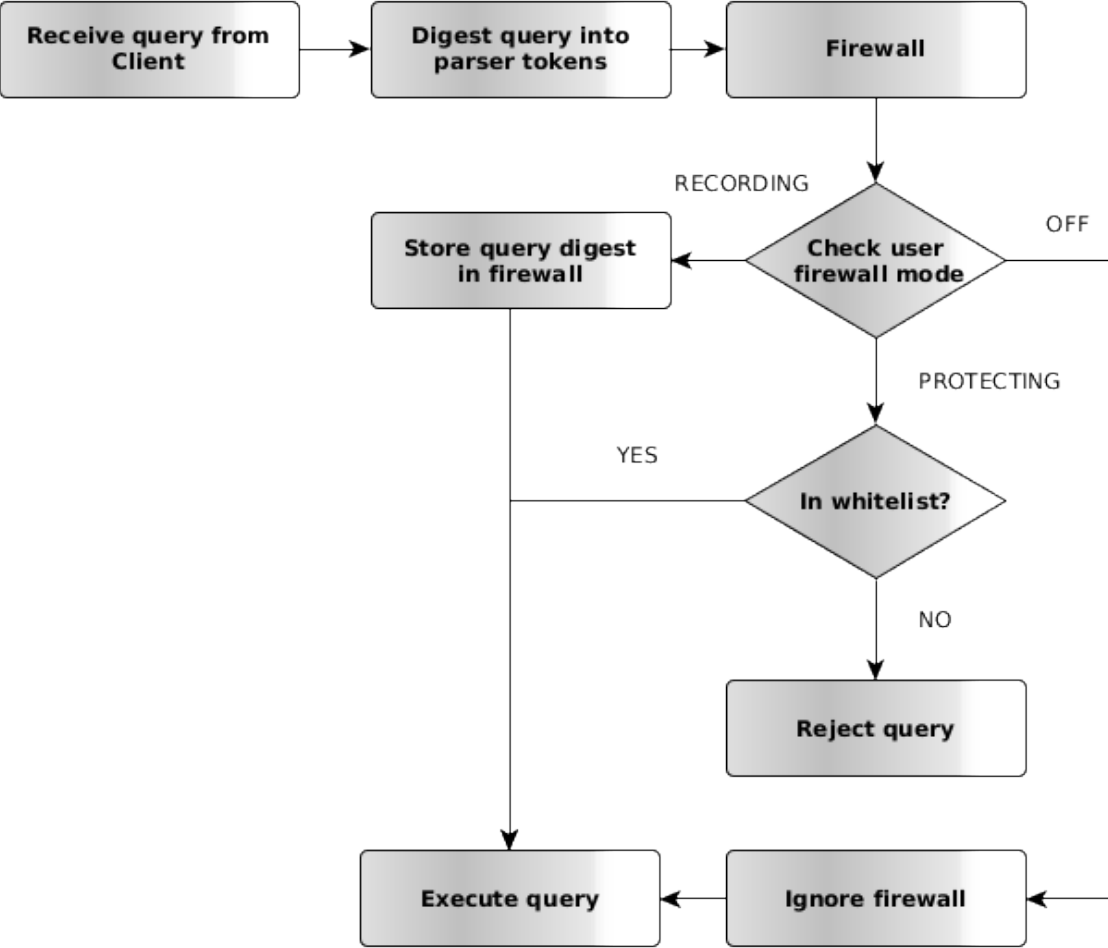 Receive query from
Client
Digest query into
parser tokens
Firewall
RECORDING
OFF
Store query digest
in firewall
Check user
firewall mode
PROTECTING
YES
In whitelist?
NO
Reject query
Execute query
Ignore firewall